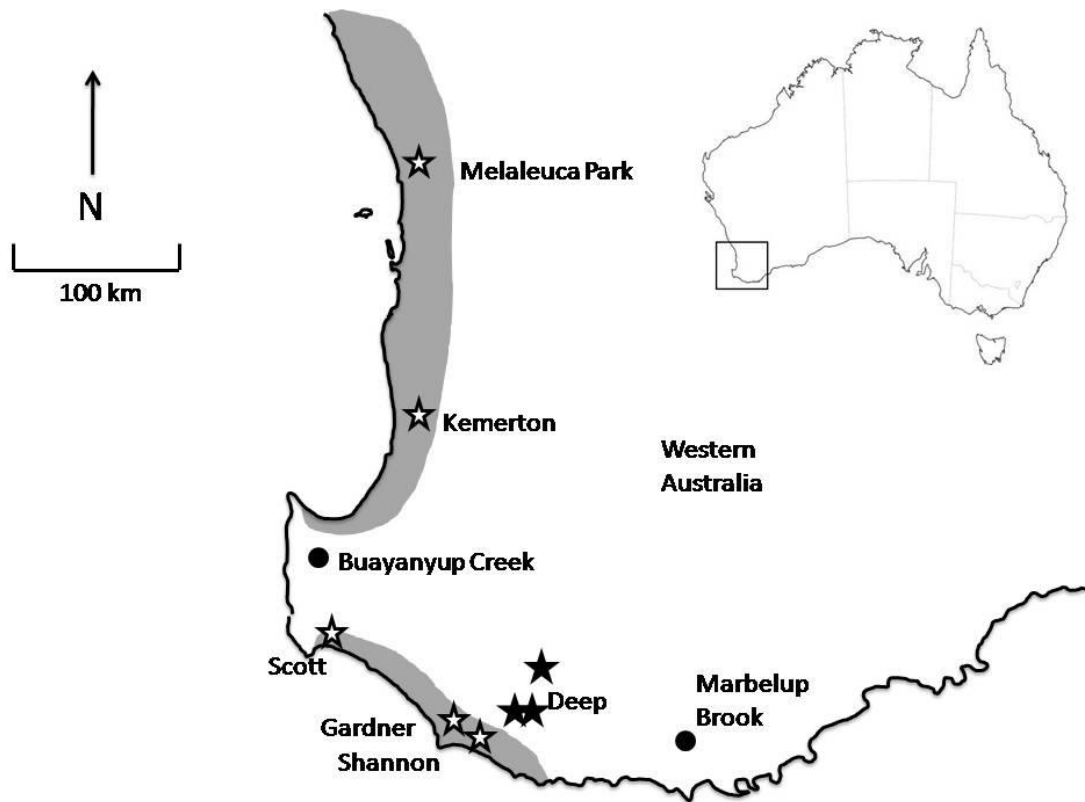 Melaleuca Park
N
100 km
Kemerton
Western
Australia
Buayanyup Creek
Scott
Deep
Marbelup
Brook
Gardner
Shannon